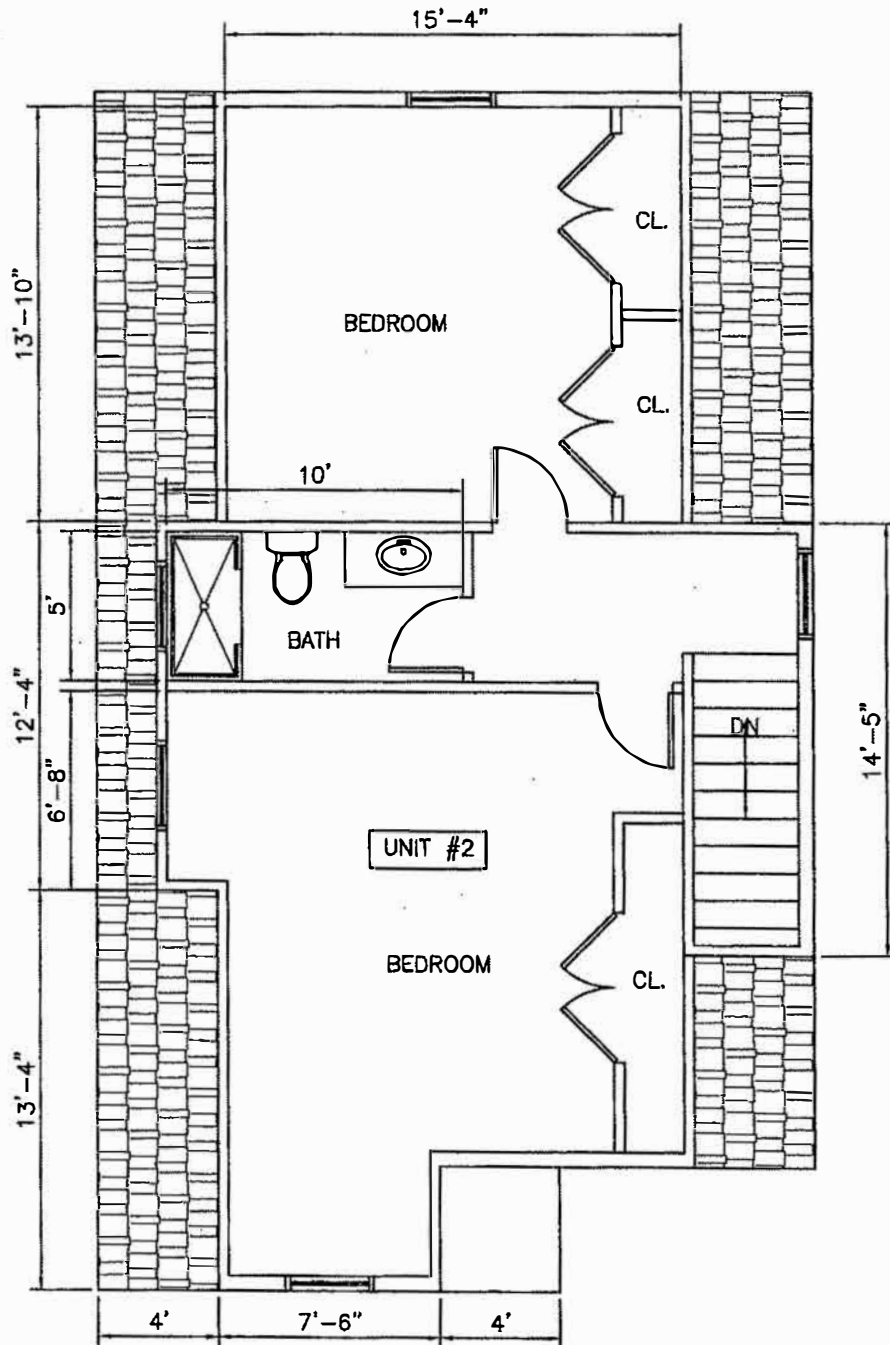 15'-4"
CL.
13'-10"
BEDROOM
CL.
10'
5'
BATH
12'-4"
DN
14'-5"
6'-8"
UNIT #2
BEDROOM
CL.
13'-4"
4'
7'-6"
4'